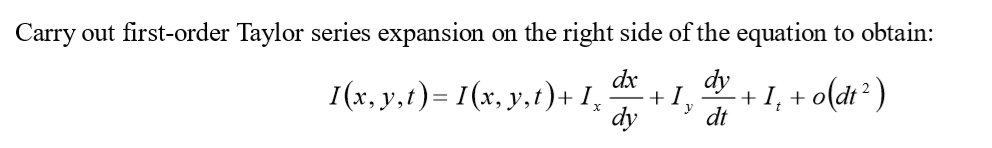 Carry out first-order Taylor series expansion on the right side of the equation to obtain:
I(x, y, t) = I(x, y, t) + I_x dx/dy + I_y dy/dt + I_t + o(dt²)